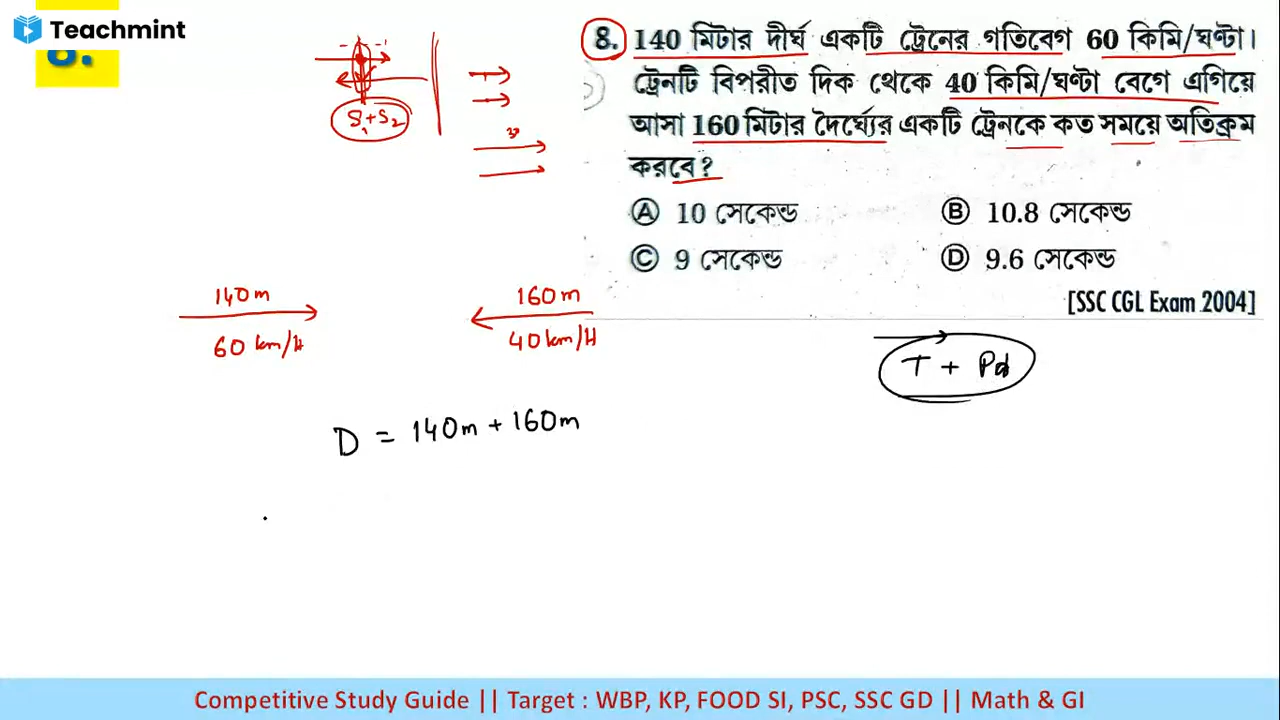 Teachmint
8.
S₁+S₂
8. 140 মিটার দীর্ঘ একটি ট্রেনের গতিবেগ 60 কিমি/ঘণ্টা।
ট্রেনটি বিপরীত দিক থেকে 40 কিমি/ঘণ্টা বেগে এগিয়ে
আসা 160 মিটার দৈর্ঘ্যের একটি ট্রেনকে কত সময়ে অতিক্রম
করবে?
Ⓐ 10 সেকেন্ড Ⓑ 10.8 সেকেন্ড
Ⓒ 9 সেকেন্ড Ⓓ 9.6 সেকেন্ড
[SSC CGL Exam 2004]
140m 160m
60 km/H 40 km/H
T +
D = 140m + 160m
Competitive Study Guide || Target : WBP, KP, FOOD SI, PSC, SSC GD || Math & GI